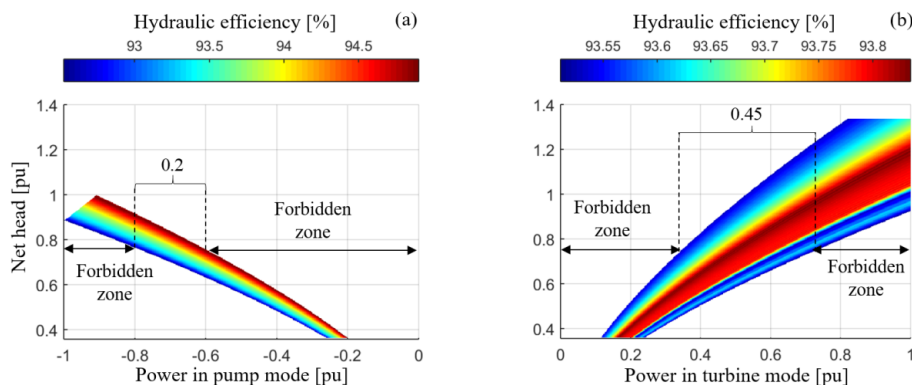 Hydraulic efficiency [%]
(a)
93
93.5
94
94.5
1.4
1.2
1
0.8
0.6
0.4
Net head [pu]
0.2
Forbidden
zone
Forbidden
zone
-1
-0.8
-0.6
-0.4
-0.2
0
Power in pump mode [pu]
Hydraulic efficiency [%]
(b)
93.55
93.6
93.65
93.7
93.75
93.8
1.4
1.2
1
0.8
0.6
0.4
0.45
Forbidden
zone
Forbidden
zone
0
0.2
0.4
0.6
0.8
1
Power in turbine mode [pu]